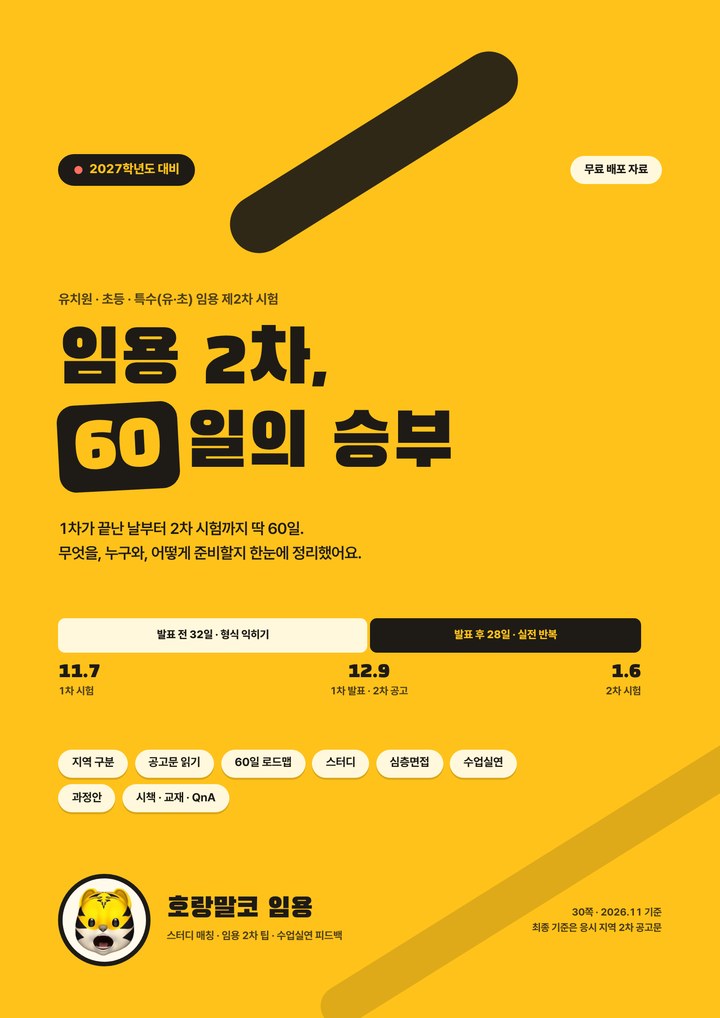 2027학년도 대비
무료 배포 자료
유치원 · 초등 · 특수(유·초) 임용 제2차 시험
임용 2차,
60일의 승부
1차가 끝난 날부터 2차 시험까지 딱 60일.
무엇을, 누구와, 어떻게 준비할지 한눈에 정리했어요.
발표 전 32일 · 형식 익히기
발표 후 28일 · 실전 반복
11.7
1차 시험
12.9
1차 발표 · 2차 공고
1.6
2차 시험
지역 구분
공고문 읽기
60일 로드맵
스터디
심층면접
수업실연
과정안
시책 · 교재 · QnA
호랑말코 임용
스터디 매칭 · 임용 2차 팁 · 수업실연 피드백
30쪽 · 2026.11 기준
최종 기준은 응시 지역 2차 공고문